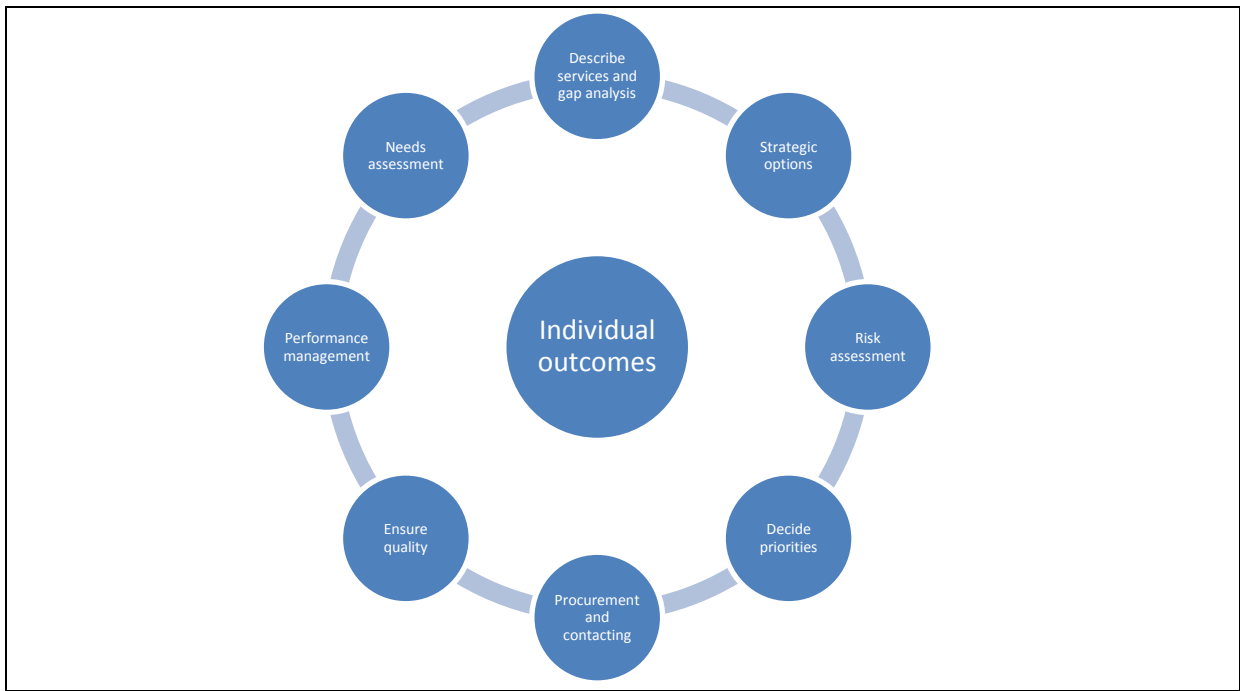 Describe
services and
gap analysis
Strategic
options
Risk
assessment
Decide
priorities
Procurement
and
contacting
Ensure
quality
Performance
management
Needs
assessment
Individual
outcomes